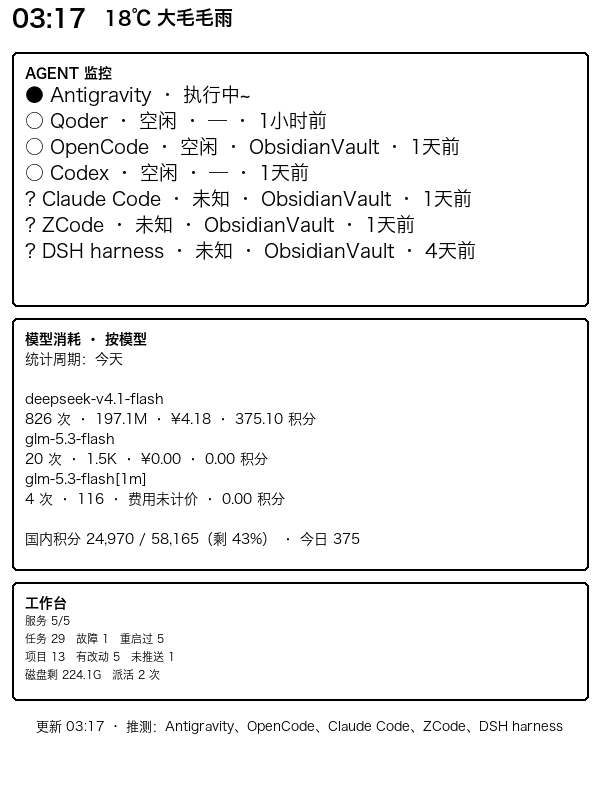 03:17 18℃ 大毛毛雨
AGENT 监控
● Antigravity · 执行中~
○ Qoder · 空闲 · — · 1小时前
○ OpenCode · 空闲 · ObsidianVault · 1天前
○ Codex · 空闲 · — · 1天前
? Claude Code · 未知 · ObsidianVault · 1天前
? ZCode · 未知 · ObsidianVault · 1天前
? DSH harness · 未知 · ObsidianVault · 4天前
模型消耗 · 按模型
统计周期：今天
deepseek-v4.1-flash
826 次 · 197.1M · ¥4.18 · 375.10 积分
glm-5.3-flash
20 次 · 1.5K · ¥0.00 · 0.00 积分
glm-5.3-flash[1m]
4 次 · 116 · 费用未计价 · 0.00 积分
国内积分 24,970 / 58,165（剩 43%） · 今日 375
工作台
服务 5/5
任务 29 故障 1 重启过 5
项目 13 有改动 5 未推送 1
磁盘剩 224.1G 派活 2 次
更新 03:17 · 推测：Antigravity、OpenCode、Claude Code、ZCode、DSH harness